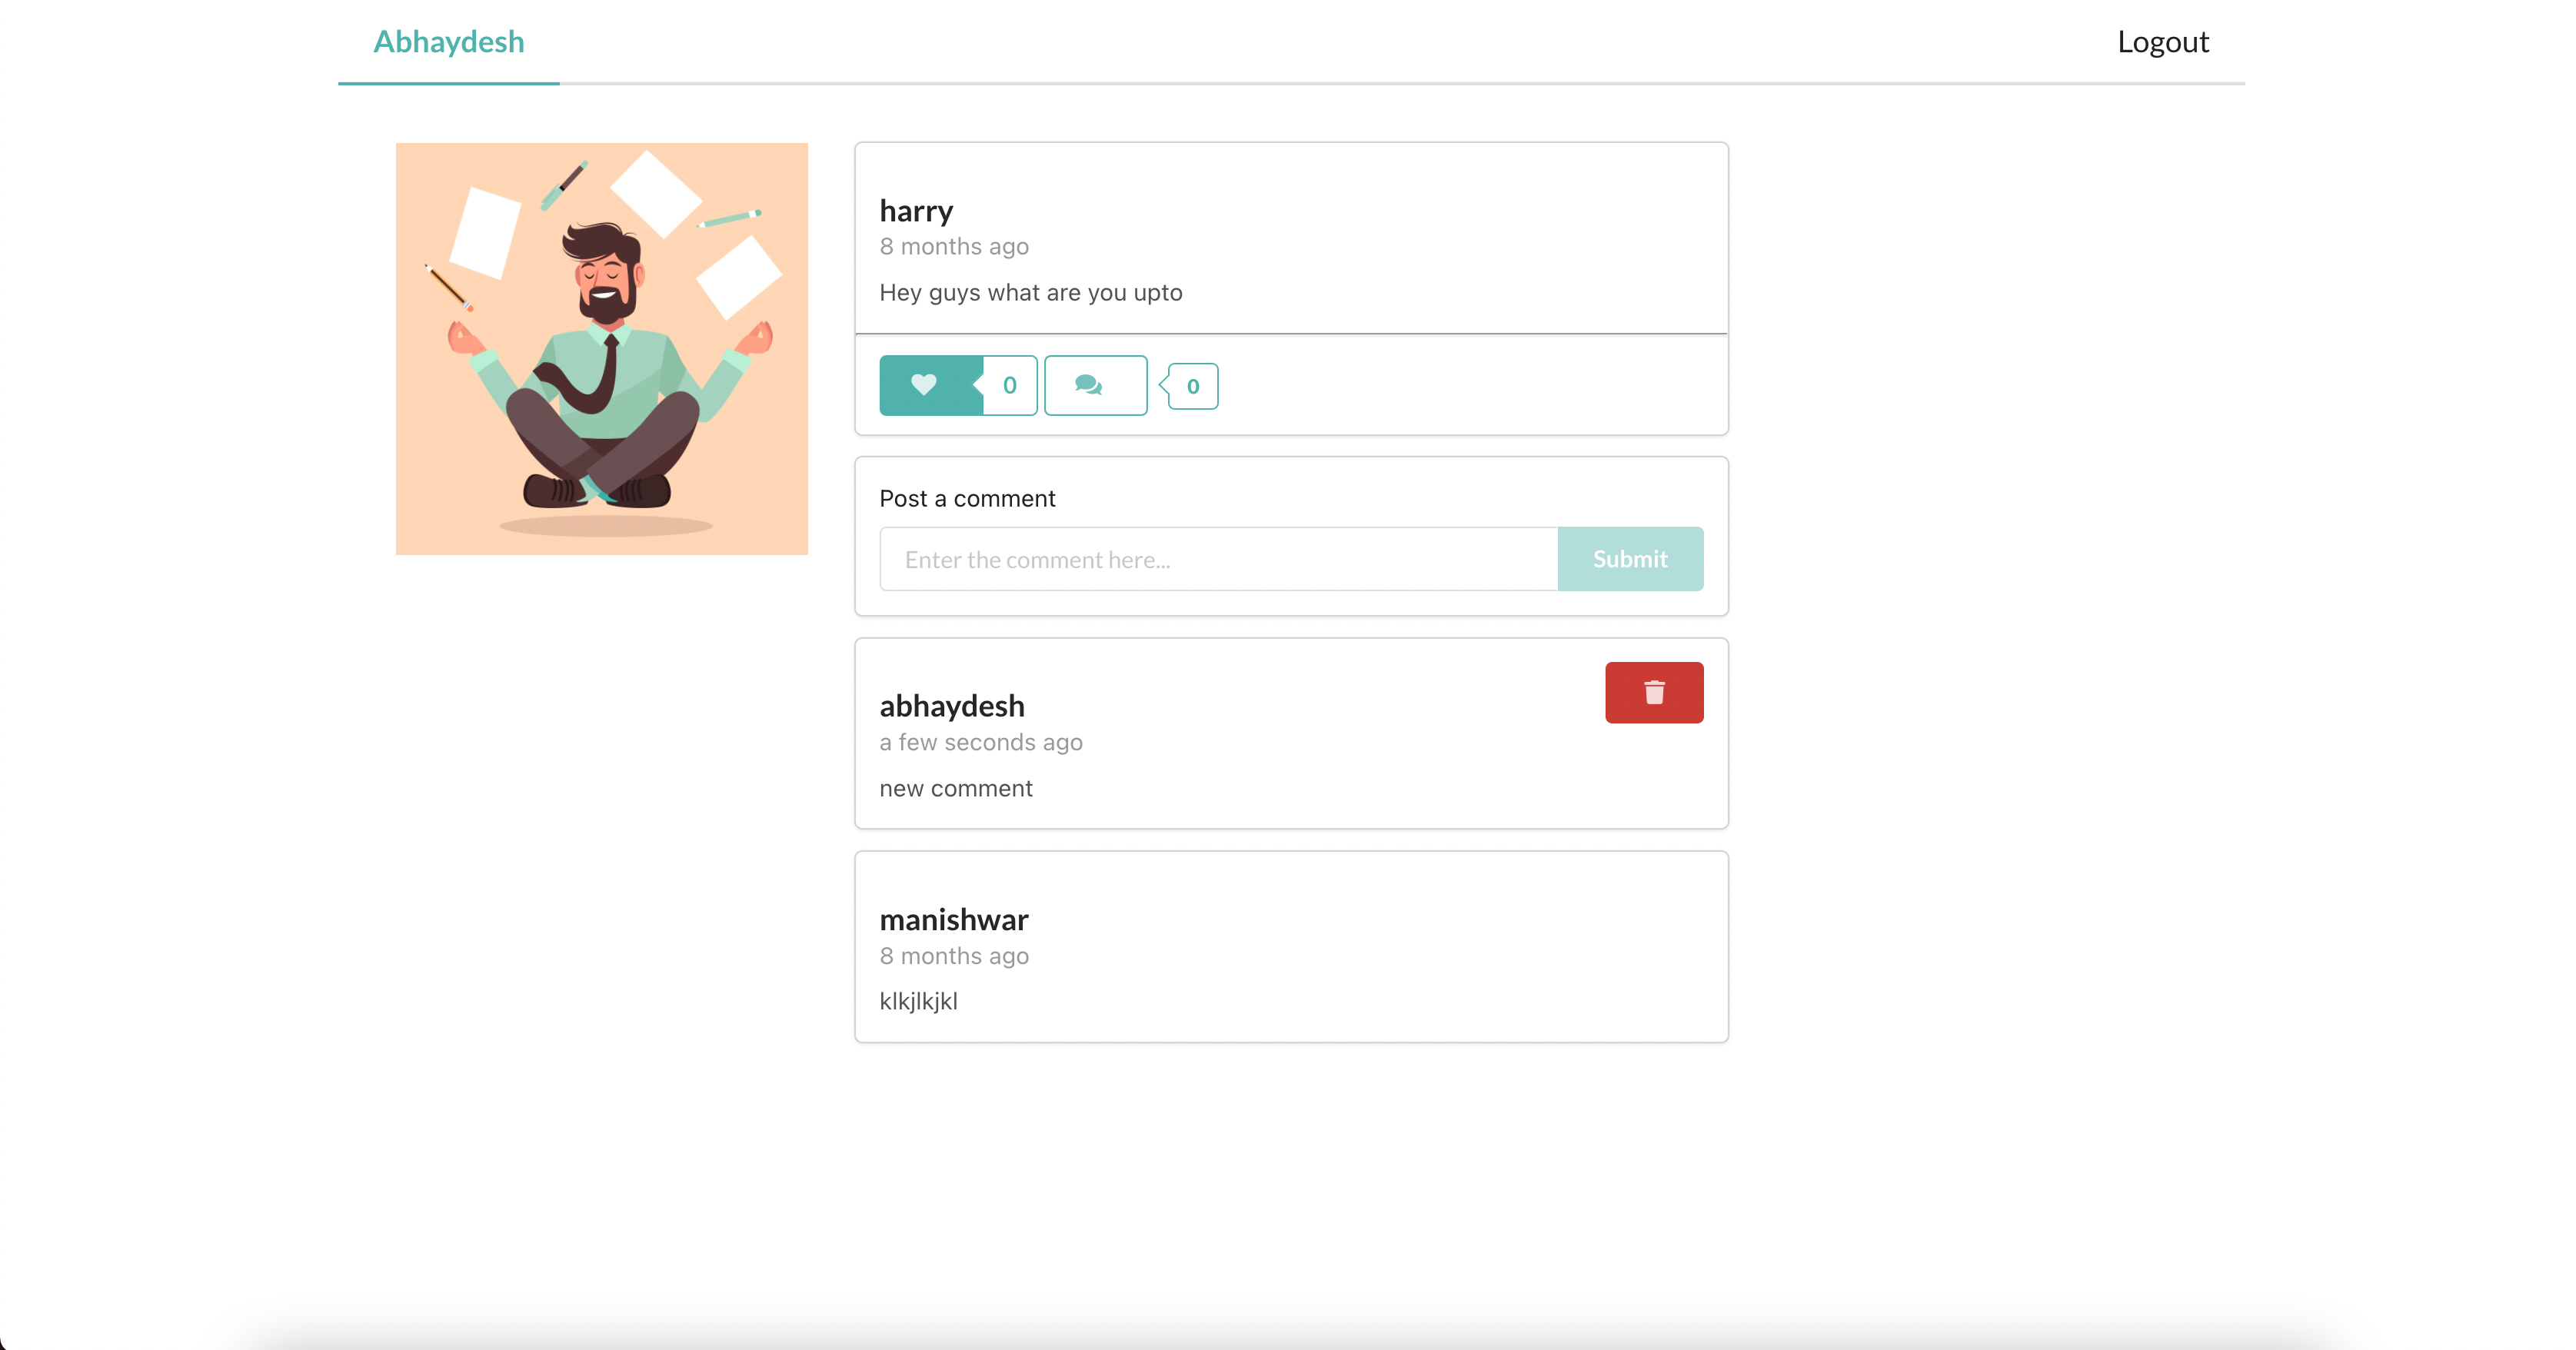 Abhaydesh
Logout
harry
8 months ago
Hey guys what are you upto
0
0
Post a comment
Enter the comment here...
Submit
abhaydesh
a few seconds ago
new comment
manishwar
8 months ago
klkjlkjkl